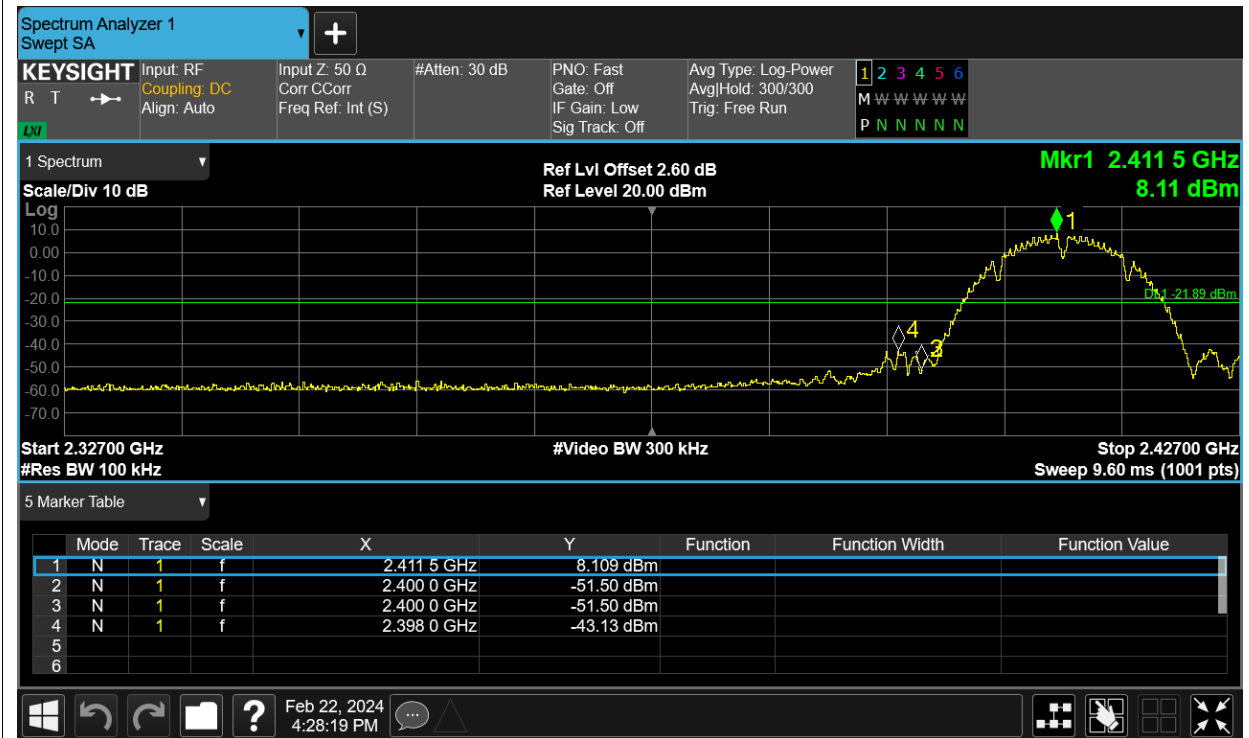 Spectrum Analyzer 1
Swept SA
+
KEYSIGHT Input: RF Input Z: 50 Ω #Atten: 30 dB PNO: Fast Avg Type: Log-Power 1 2 3 4 5 6
R T Coupling: DC Corr CCorr Gate: Off Avg|Hold: 300/300 M W W W W W
Align: Auto Freq Ref: Int (S) IF Gain: Low Trig: Free Run
LXI Sig Track: Off P N N N N N
1 Spectrum Ref Lvl Offset 2.60 dB Mkr1 2.411 5 GHz
Scale/Div 10 dB Ref Level 20.00 dBm 8.11 dBm
Log
1
10.0
0.00
-10.0
-20.0
-21.89 dBm
-30.0
4
-40.0
-50.0
-60.0
-70.0
Start 2.32700 GHz #Video BW 300 kHz Stop 2.42700 GHz
#Res BW 100 kHz Sweep 9.60 ms (1001 pts)
5 Marker Table
Mode Trace Scale X Y Function Function Width Function Value
1 N 1 f 2.411 5 GHz 8.109 dBm
2 N 1 f 2.400 0 GHz -51.50 dBm
3 N 1 f 2.400 0 GHz -51.50 dBm
4 N 1 f 2.398 0 GHz -43.13 dBm
5
6
? Feb 22, 2024
4:28:19 PM